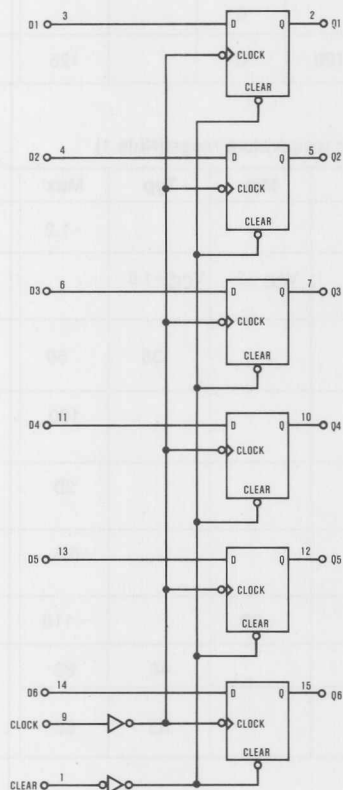 D1 3 D Q 2 Q1
CLOCK
CLEAR
D2 4 D Q 5 Q2
CLOCK
CLEAR
D3 6 D Q 7 Q3
CLOCK
CLEAR
D4 11 D Q 10 Q4
CLOCK
CLEAR
D5 13 D Q 12 Q5
CLOCK
CLEAR
D6 14 D Q 15 Q6
CLOCK 9 CLOCK
CLEAR
CLEAR 1